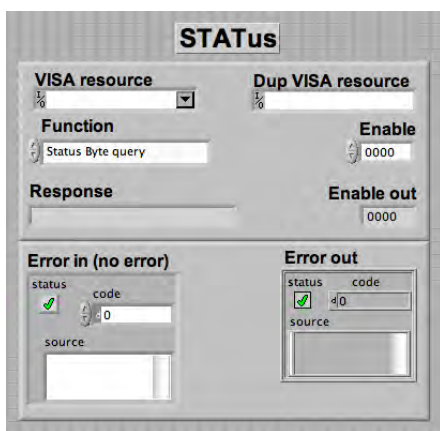 STATus
VISA resource Dup VISA resource
I/O I/O
Function Enable
Status Byte query 0000
Response Enable out
0000
Error in (no error) Error out
status code status code
d 0 d 0
source source